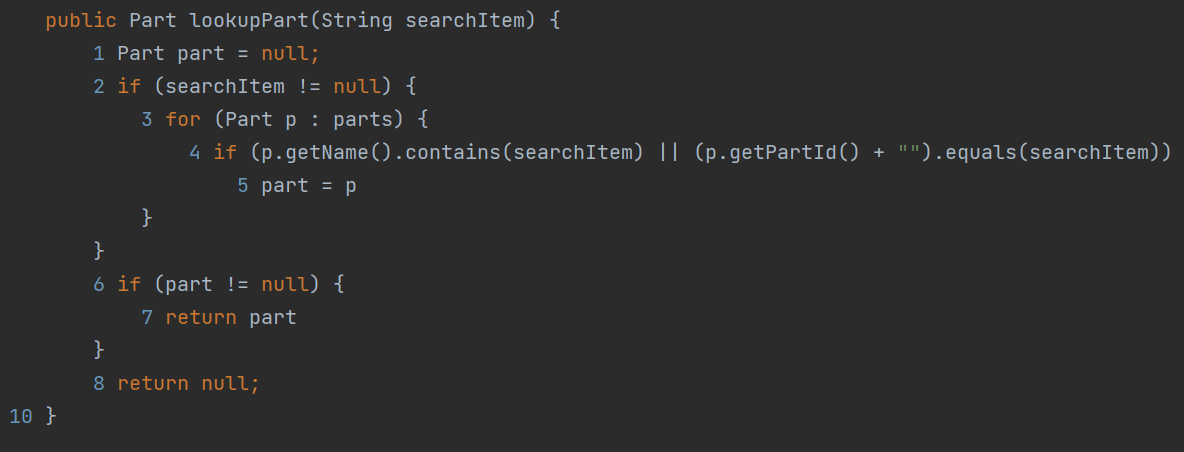 public Part lookupPart(String searchItem) {
1 Part part = null;
2 if (searchItem != null) {
3 for (Part p : parts) {
4 if (p.getName().contains(searchItem) || (p.getPartId() + "").equals(searchItem))
5 part = p
}
}
6 if (part != null) {
7 return part
}
8 return null;
10 }